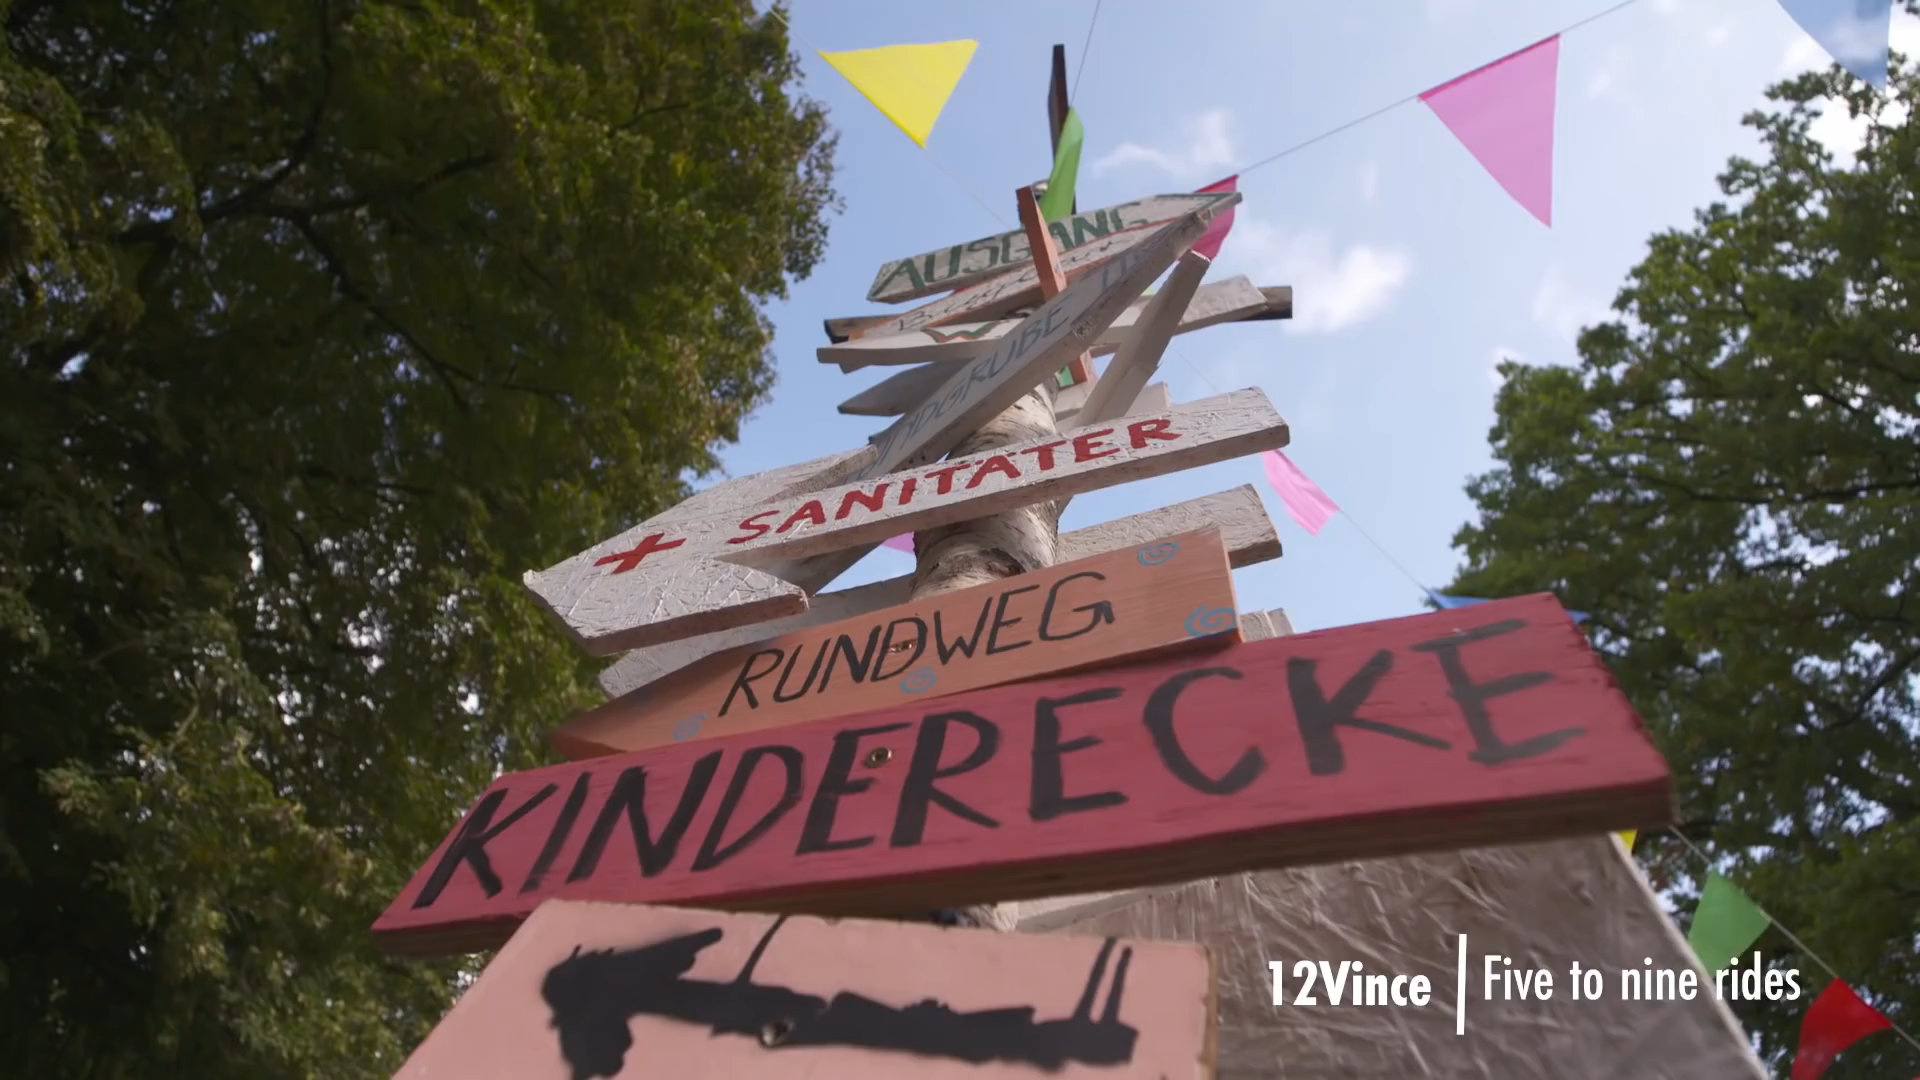 AUSGANG
SANITÄTER
RUNDWEG
KINDERECKE
12Vince | Five to nine rides